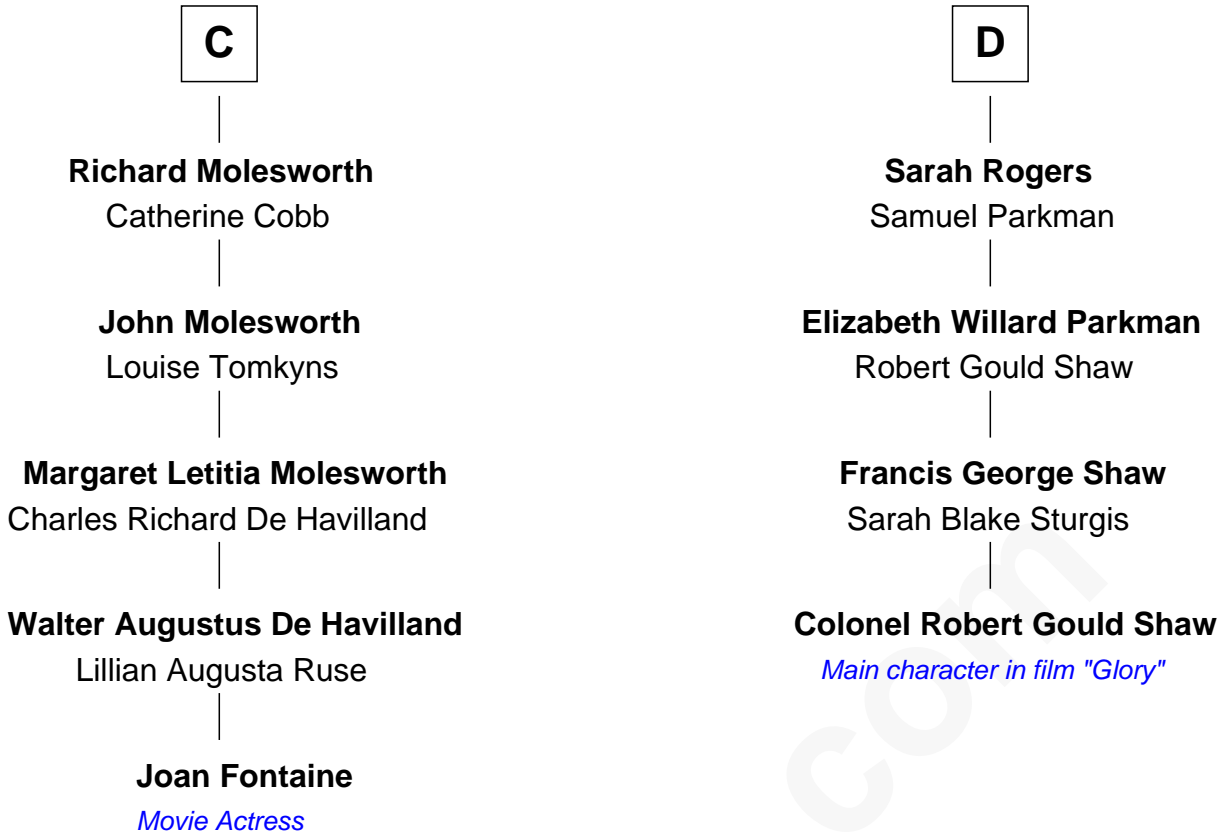 C
Richard Molesworth
Catherine Cobb
John Molesworth
Louise Tomkyns
Margaret Letitia Molesworth
Charles Richard De Havilland
Walter Augustus De Havilland
Lillian Augusta Ruse
Joan Fontaine
Movie Actress
D
Sarah Rogers
Samuel Parkman
Elizabeth Willard Parkman
Robert Gould Shaw
Francis George Shaw
Sarah Blake Sturgis
Colonel Robert Gould Shaw
Main character in film "Glory"
com